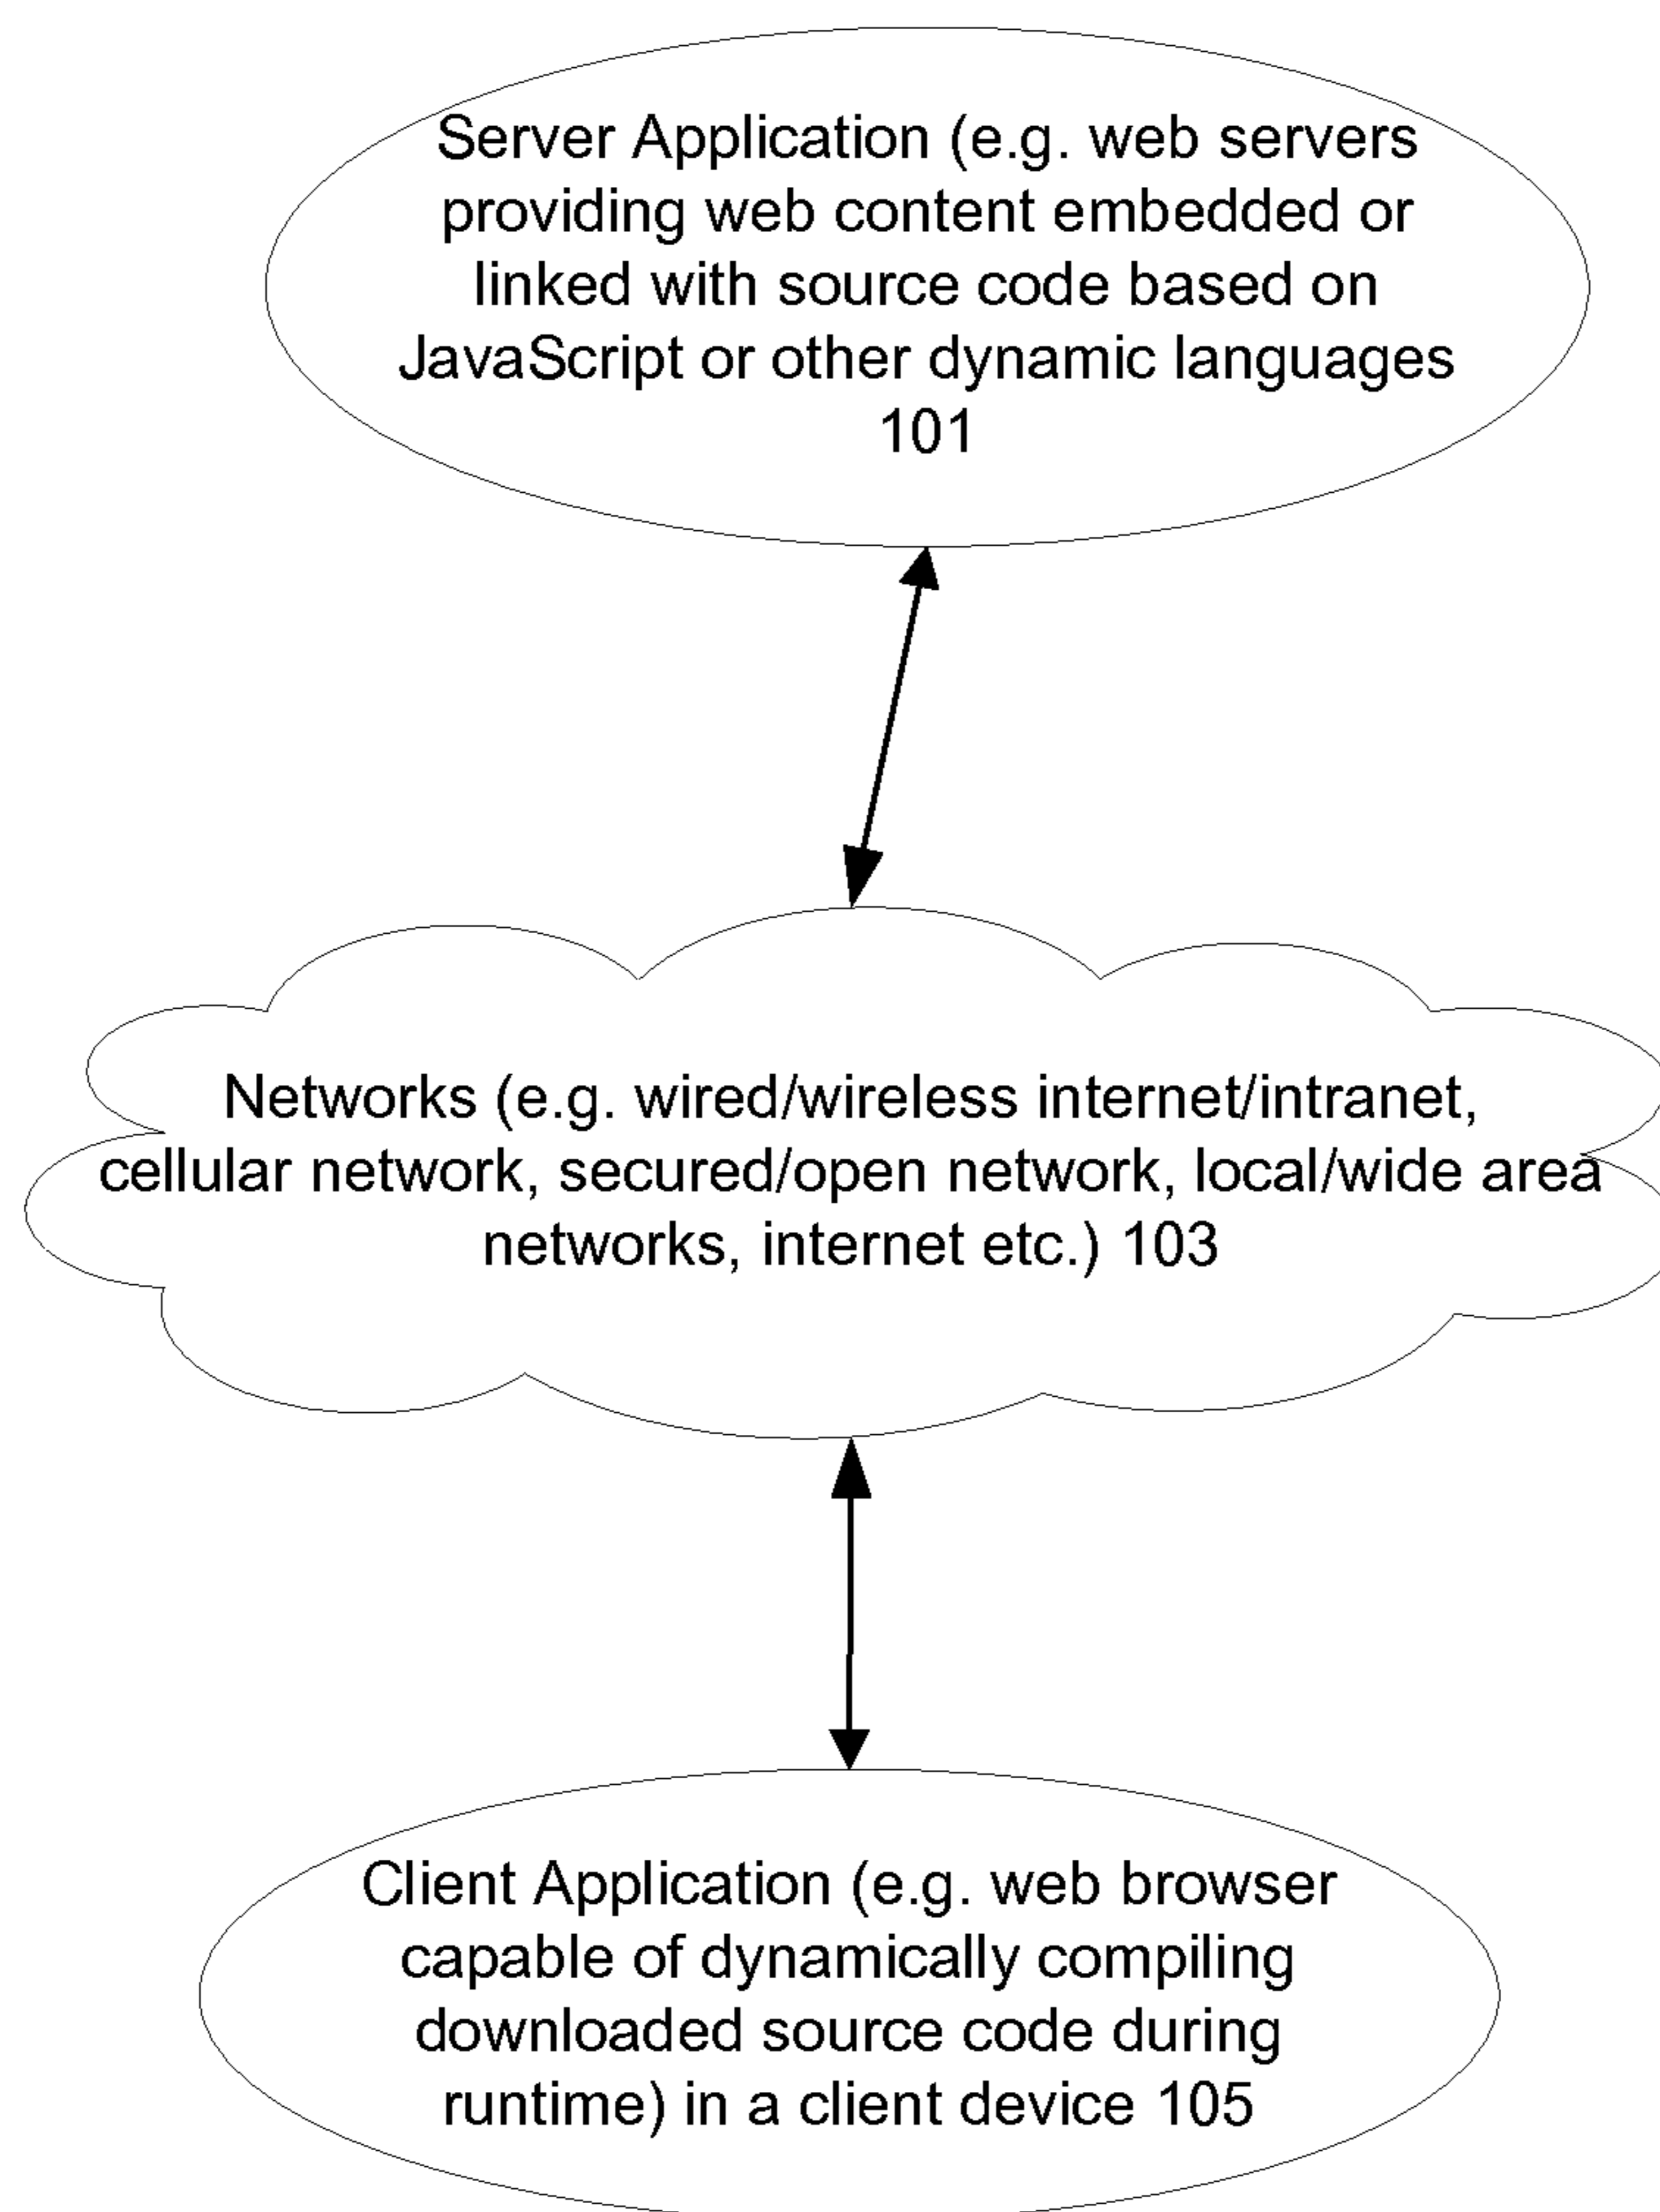 Server Application (e.g. web servers
providing web content embedded or
linked with source code based on
JavaScript or other dynamic languages
101
Networks (e.g. wired/wireless internet/intranet,
cellular network, secured/open network, local/wide area
networks, internet etc.) 103
Client Application (e.g. web browser
capable of dynamically compiling
downloaded source code during
runtime) in a client device 105